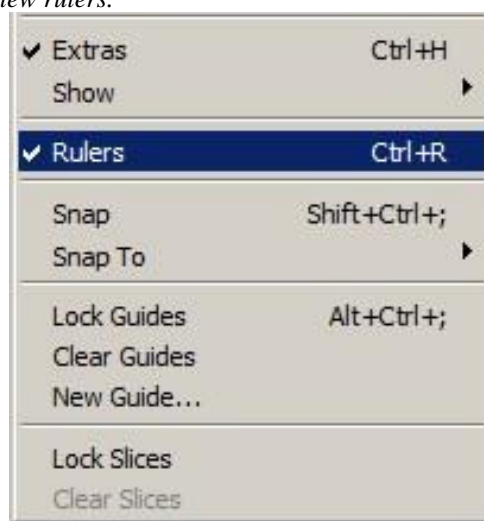 rulers.
Extras Ctrl+H
Show
Rulers Ctrl+R
Snap Shift+Ctrl+;
Snap To
Lock Guides Alt+Ctrl+;
Clear Guides
New Guide...
Lock Slices
Clear Slices